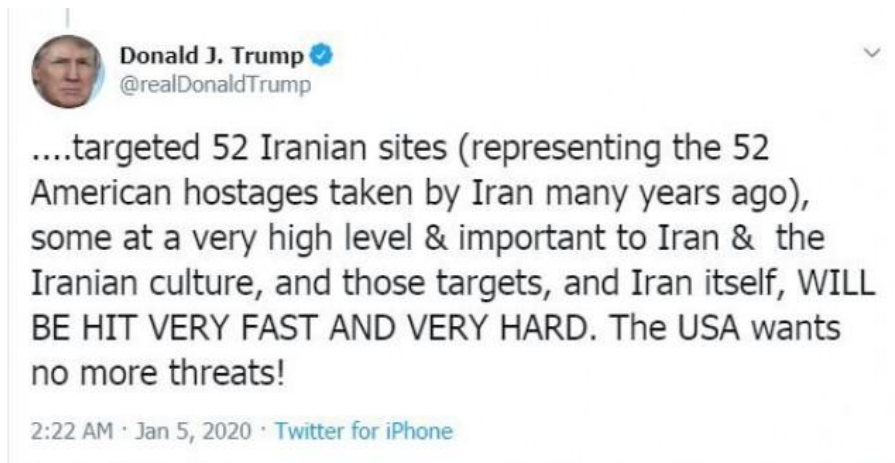 Donald J. Trump
@realDonaldTrump
....targeted 52 Iranian sites (representing the 52
American hostages taken by Iran many years ago),
some at a very high level & important to Iran & the
Iranian culture, and those targets, and Iran itself, WILL
BE HIT VERY FAST AND VERY HARD. The USA wants
no more threats!
2:22 AM · Jan 5, 2020 · Twitter for iPhone